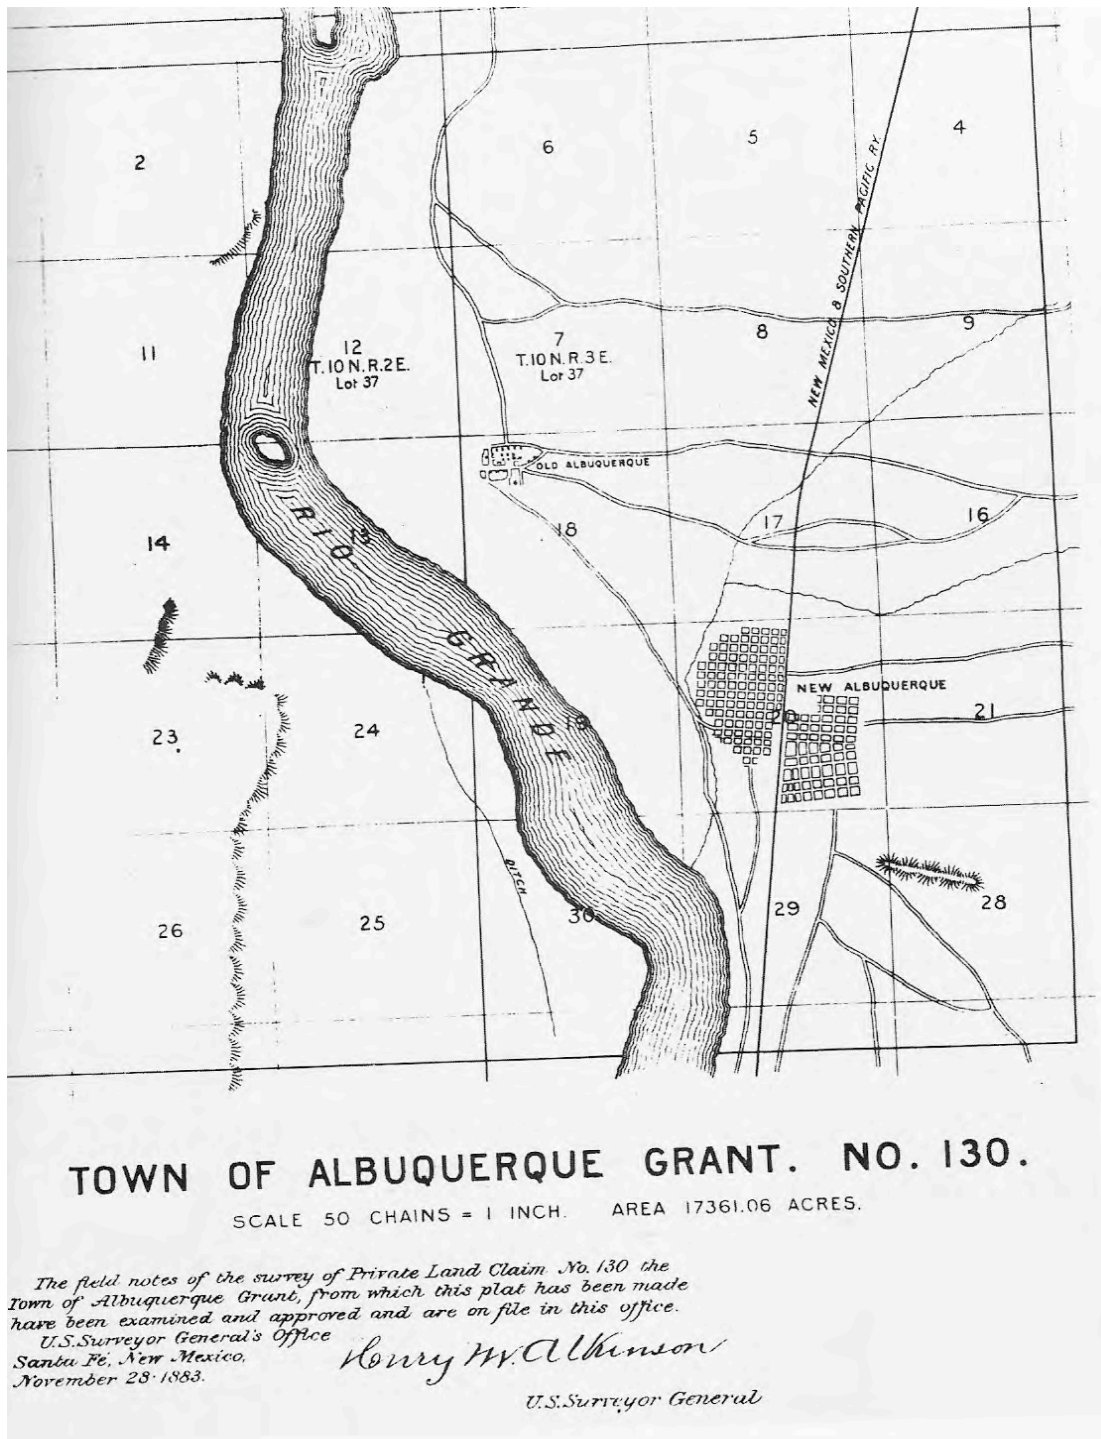 4
5
6
2
NEW MEXICO & SOUTHERN PACIFIC RY.
9
8
7
T.10 N. R. 3 E.
Lot 37
12
T.10 N. R. 2 E.
Lot 37
11
OLD ALBUQUERQUE
16
17
18
RIO
13
14
GRANDE
NEW ALBUQUERQUE
21
20
19
24
23
DITCH
28
29
30
25
26
TOWN OF ALBUQUERQUE GRANT. NO. 130.
SCALE 50 CHAINS = 1 INCH. AREA 17361.06 ACRES.
The field notes of the survey of Private Land Claim No. 130 the
Town of Albuquerque Grant, from which this plat has been made
have been examined and approved and are on file in this office.
U.S. Surveyor General's Office
Santa Fé, New Mexico,
November 28· 1883.
Henry M. Atkinson
U.S. Surveyor General